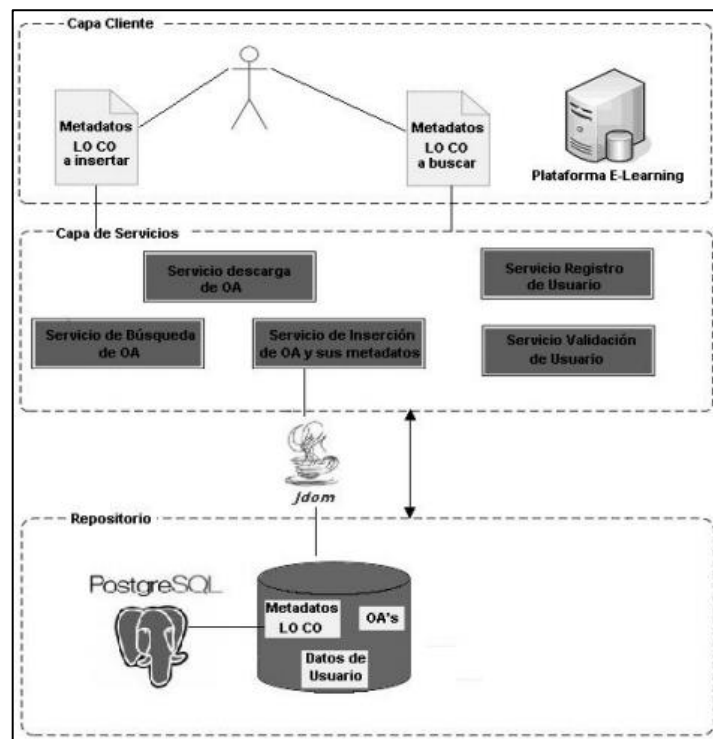 Capa Cliente
Metadatos
LO CO
a insertar
Metadatos
LO CO
a buscar
Plataforma E-Learning
Capa de Servicios
Servicio descarga
de OA
Servicio Registro
de Usuario
Servicio de Búsqueda
de OA
Servicio de Inserción
de OA y sus metadatos
Servicio Validación
de Usuario
Jdom
Repositorio
PostgreSQL
Metadatos
LO CO
OA's
Datos de
Usuario